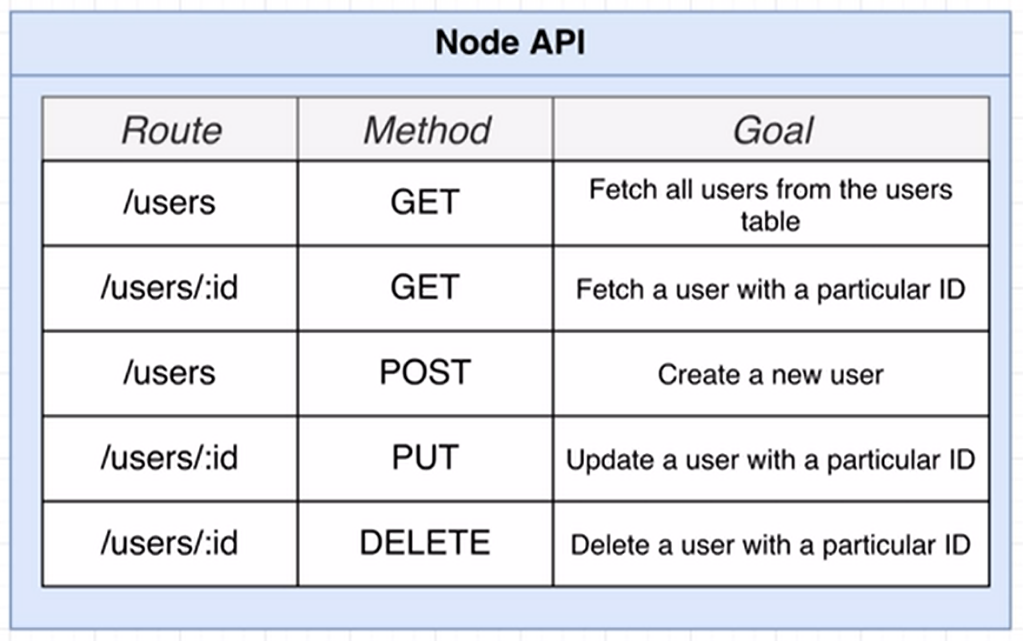 Node API
Route Method Goal
/users GET Fetch all users from the users
table
/users/:id GET Fetch a user with a particular ID
/users POST Create a new user
/users/:id PUT Update a user with a particular ID
/users/:id DELETE Delete a user with a particular ID